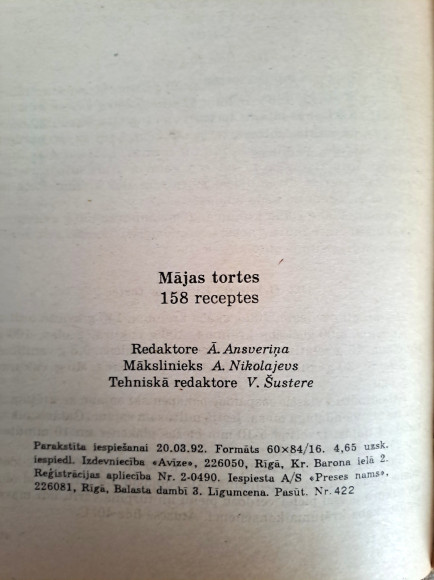 Mājas tortes
158 receptes
Redaktore Ā. Ansveriņa
Mākslinieks A. Nikolajevs
Tehniskā redaktore V. Šustere
Parakstīta iespiešanai 20.03.92. Formāts 60×84/16. 4,65 uzsk.
iespiedl. Izdevniecība «Avīze», 226050, Rīgā, Kr. Barona ielā 2.
Reģistrācijas apliecība Nr. 2-0490. Iespiesta A/S «Preses nams»,
226081, Rīgā, Balasta dambī 3. Līgumcena. Pasūt. Nr. 422